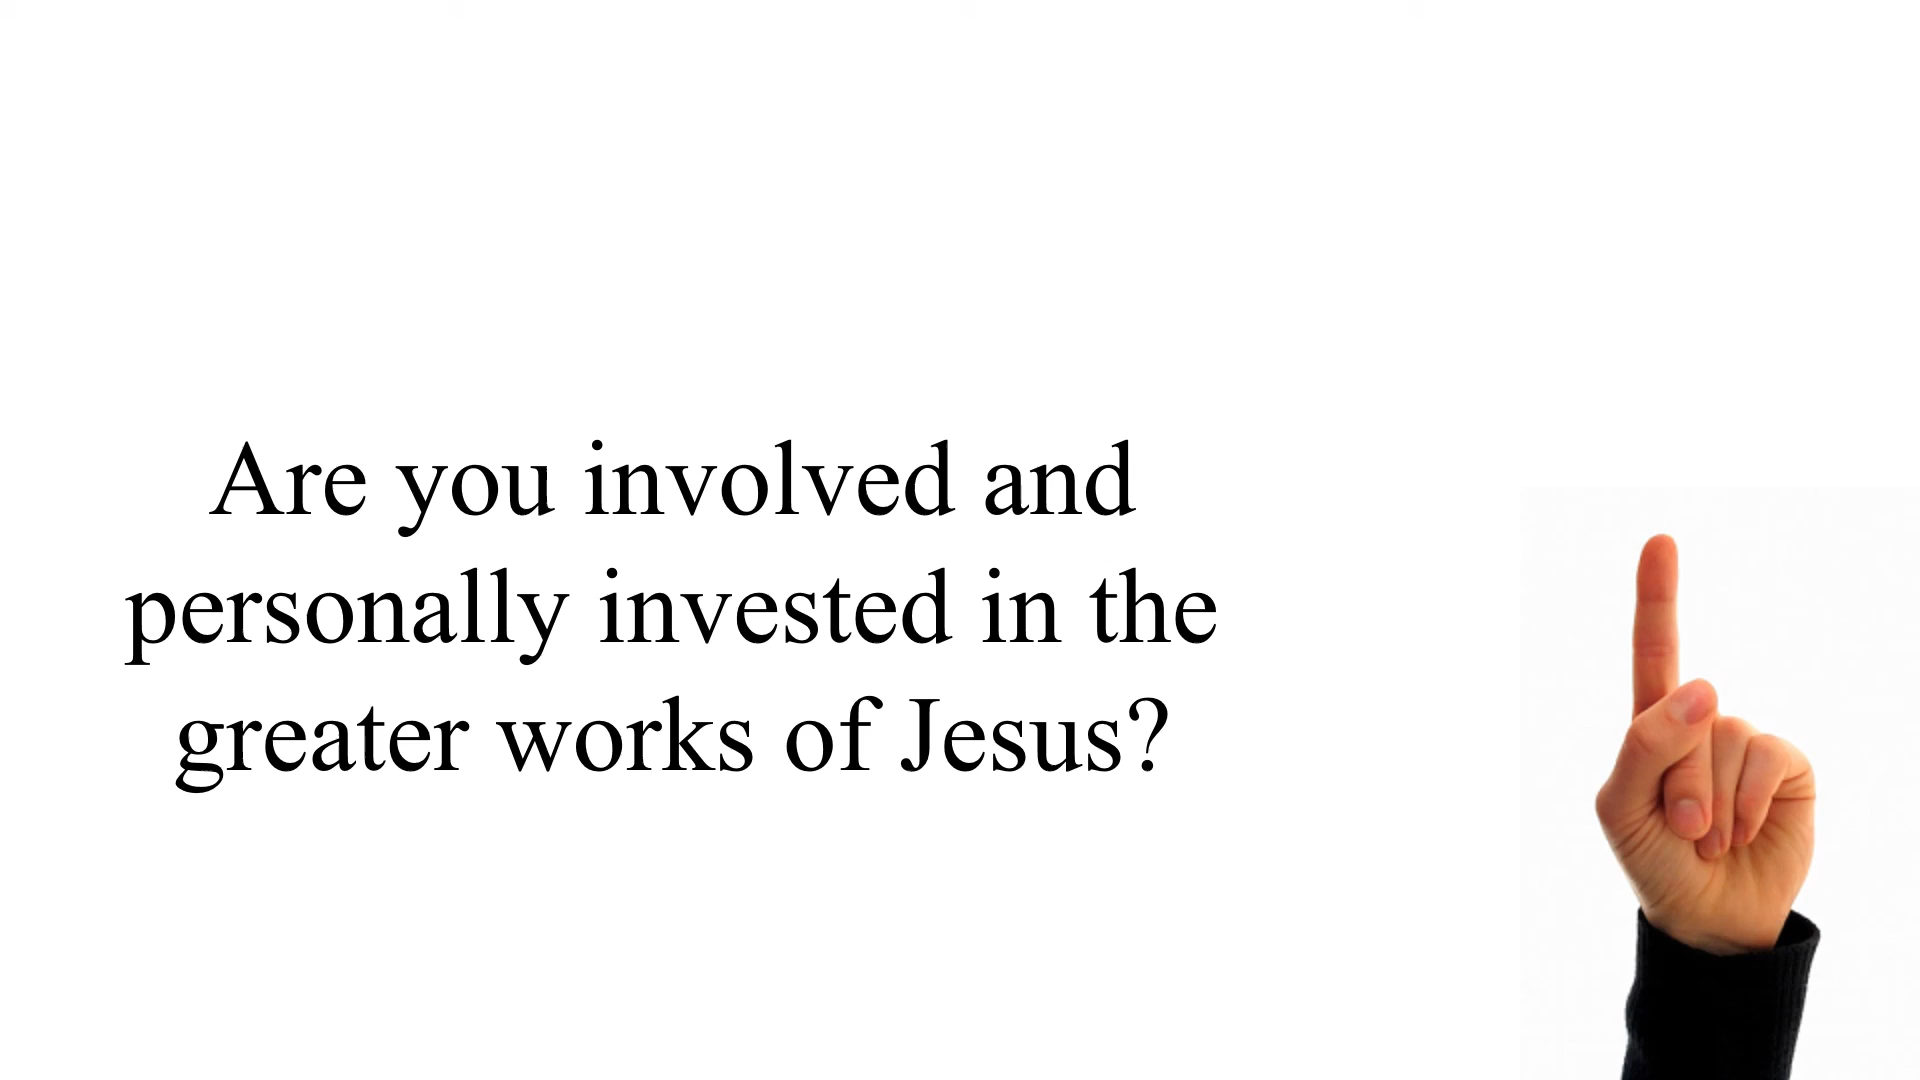 Are you involved and
personally invested in the
greater works of Jesus?